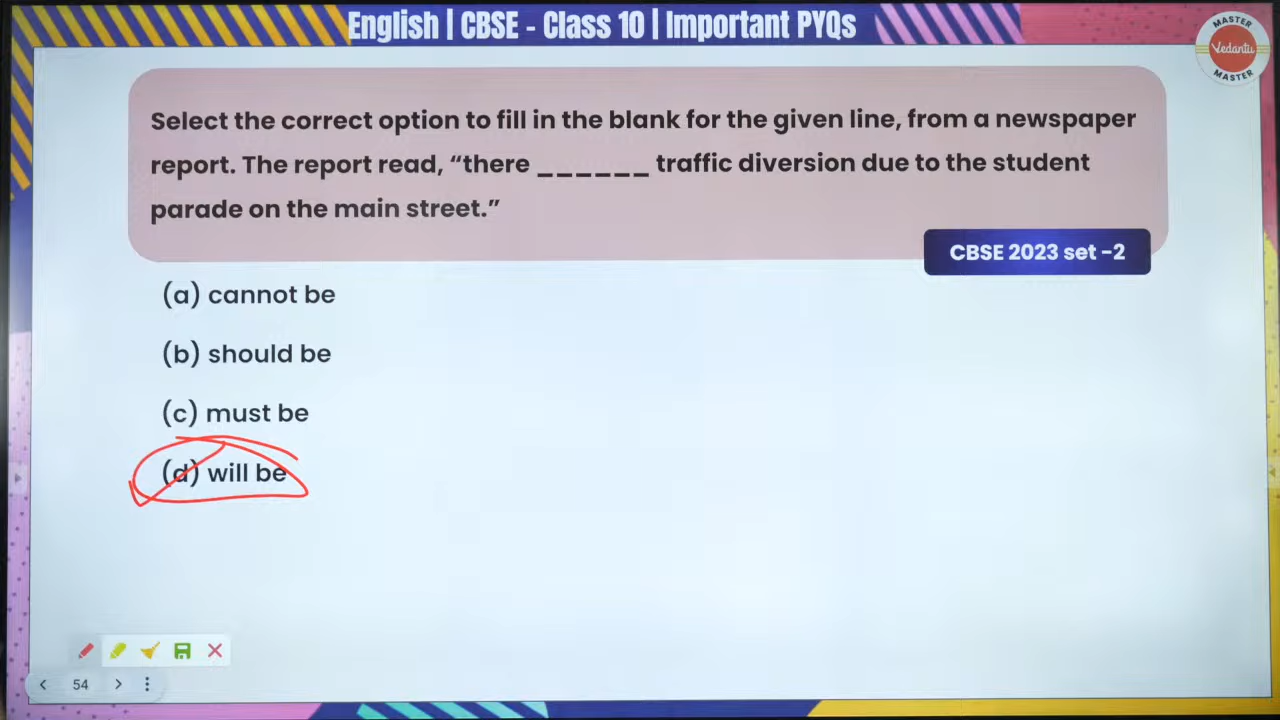 English | CBSE - Class 10 | Important PYQs
MASTER
Vedantu
MASTER
Select the correct option to fill in the blank for the given line, from a newspaper
report. The report read, “there ______ traffic diversion due to the student
parade on the main street.”
CBSE 2023 set -2
(a) cannot be
(b) should be
(c) must be
(d) will be
54